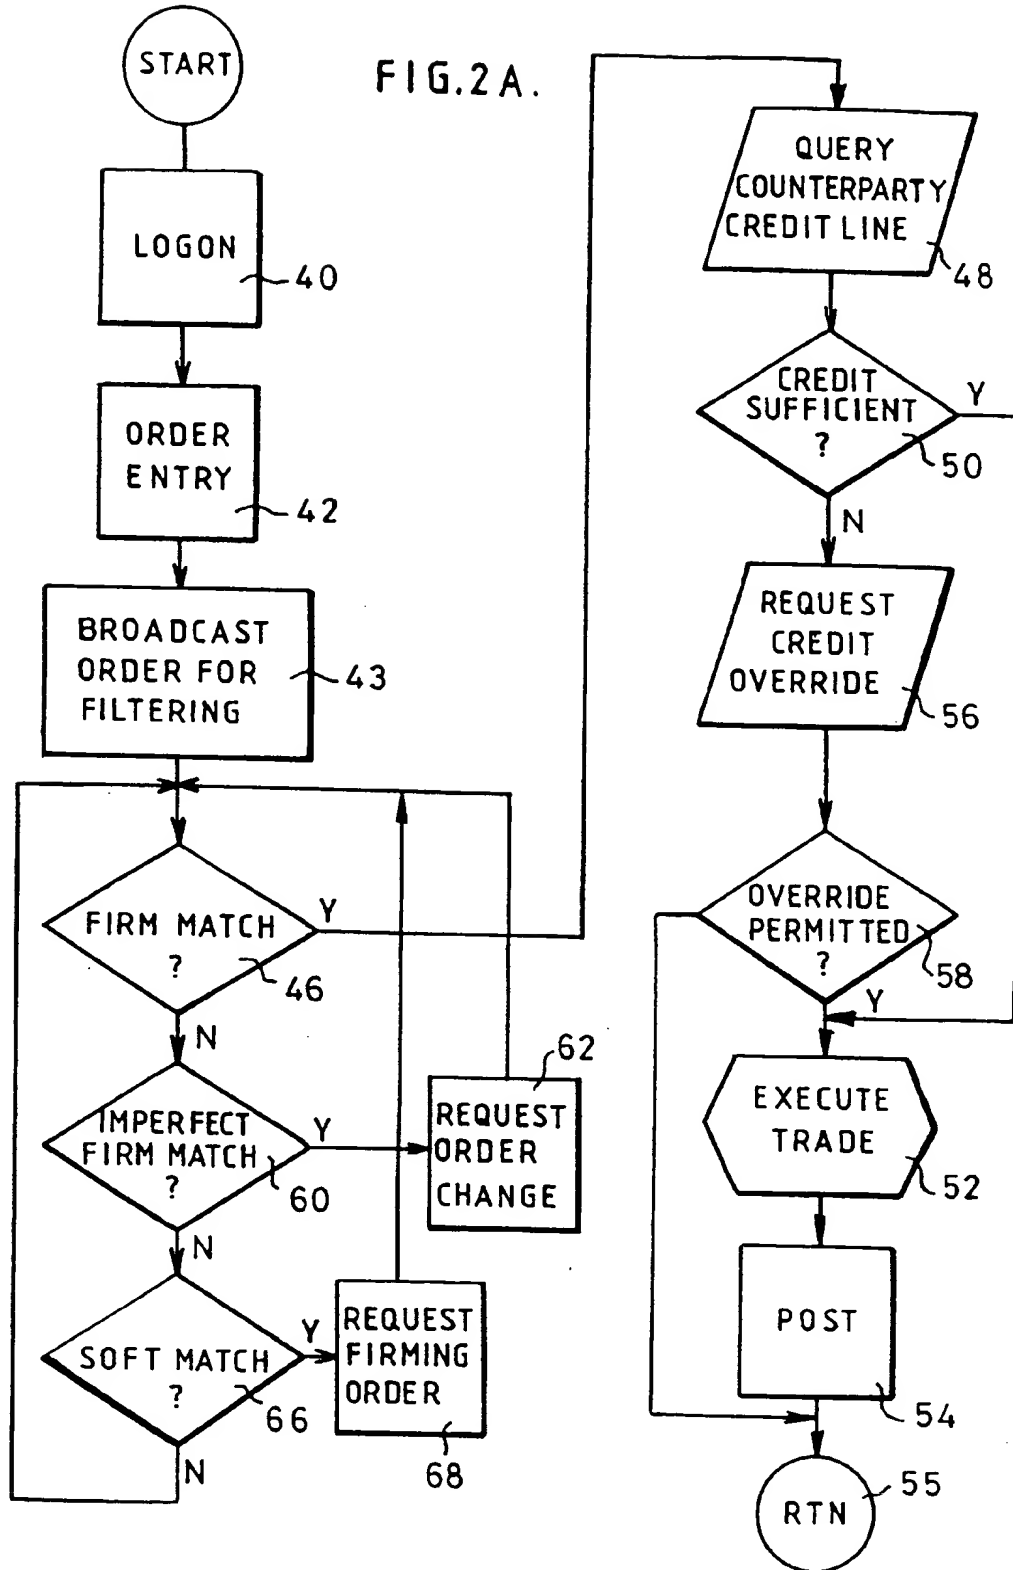 START
FIG.2A.
LOGON
40
ORDER
ENTRY
42
BROADCAST
ORDER FOR
FILTERING
43
FIRM MATCH
?
46
Y
N
IMPERFECT
FIRM MATCH
?
60
Y
N
62
REQUEST
ORDER
CHANGE
SOFT MATCH
?
66
Y
N
REQUEST
FIRMING
ORDER
68
QUERY
COUNTERPARTY
CREDIT LINE
48
CREDIT
SUFFICIENT
?
50
Y
N
REQUEST
CREDIT
OVERRIDE
56
OVERRIDE
PERMITTED
?
58
Y
EXECUTE
TRADE
52
POST
54
RTN
55